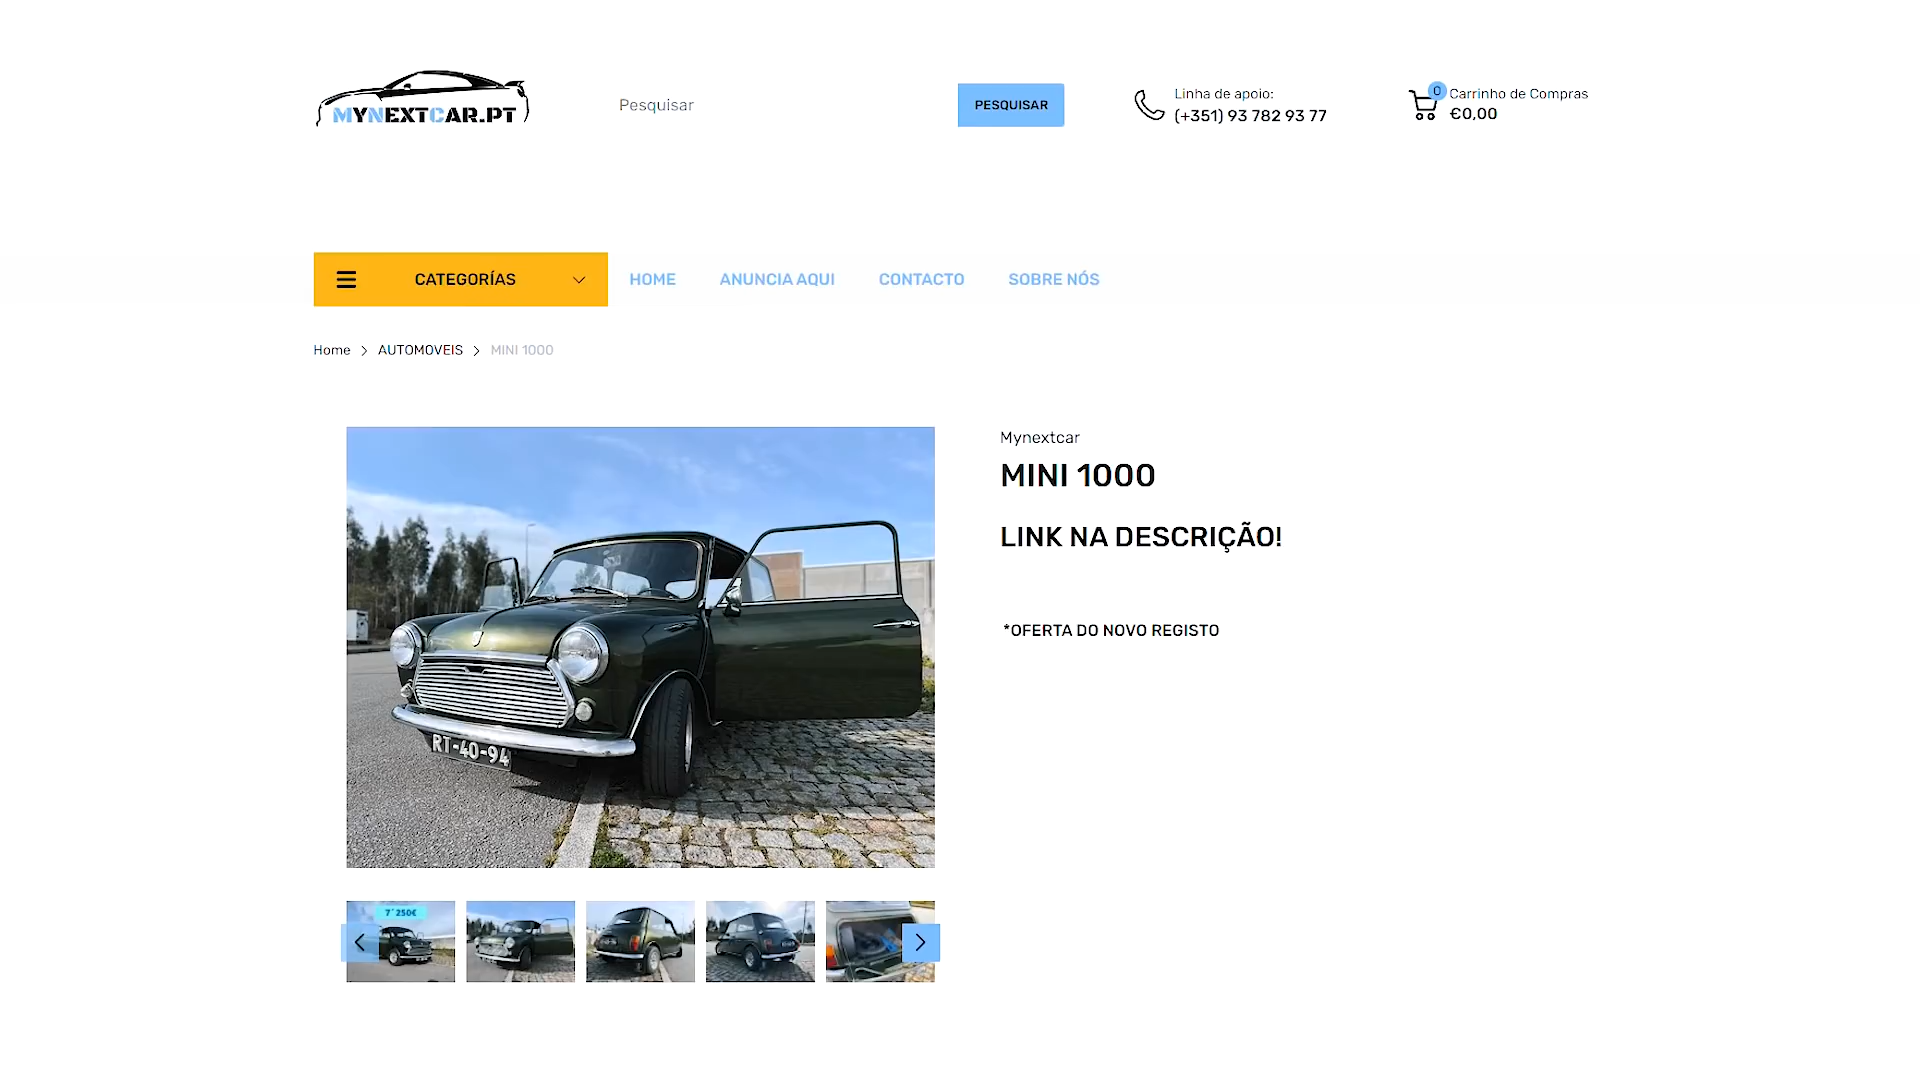 MYNEXTCAR.PT
Pesquisar
PESQUISAR
Linha de apoio:
(+351) 93 782 93 77
0
Carrinho de Compras
€0,00
CATEGORÍAS
HOME
ANUNCIA AQUI
CONTACTO
SOBRE NÓS
Home > AUTOMOVEIS > MINI 1000
Mynextcar
MINI 1000
LINK NA DESCRIÇÃO!
*OFERTA DO NOVO REGISTO
RT-40-94
7´250€